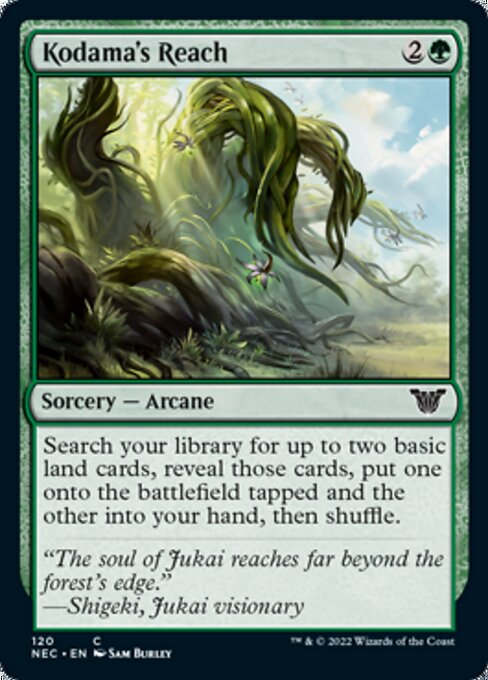 Kodama's Reach 2
Sorcery — Arcane
Search your library for up to two basic
land cards, reveal those cards, put one
onto the battlefield tapped and the
other into your hand, then shuffle.
“The soul of Jukai reaches far beyond the
forest's edge.”
—Shigeki, Jukai visionary
120 C
NEC • EN Sam Burley
™ & © 2022 Wizards of the Coast